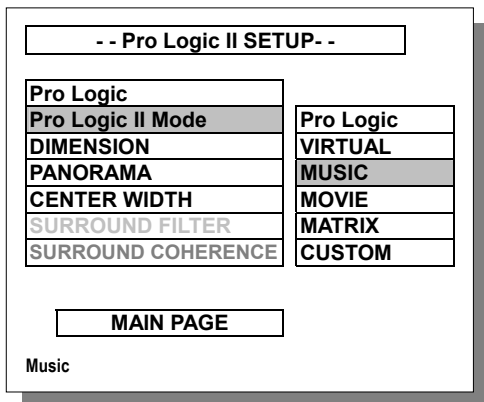 - - Pro Logic II SETUP- -
Pro Logic
Pro Logic II Mode
DIMENSION
PANORAMA
CENTER WIDTH
SURROUND FILTER
SURROUND COHERENCE
Pro Logic
VIRTUAL
MUSIC
MOVIE
MATRIX
CUSTOM
MAIN PAGE
Music